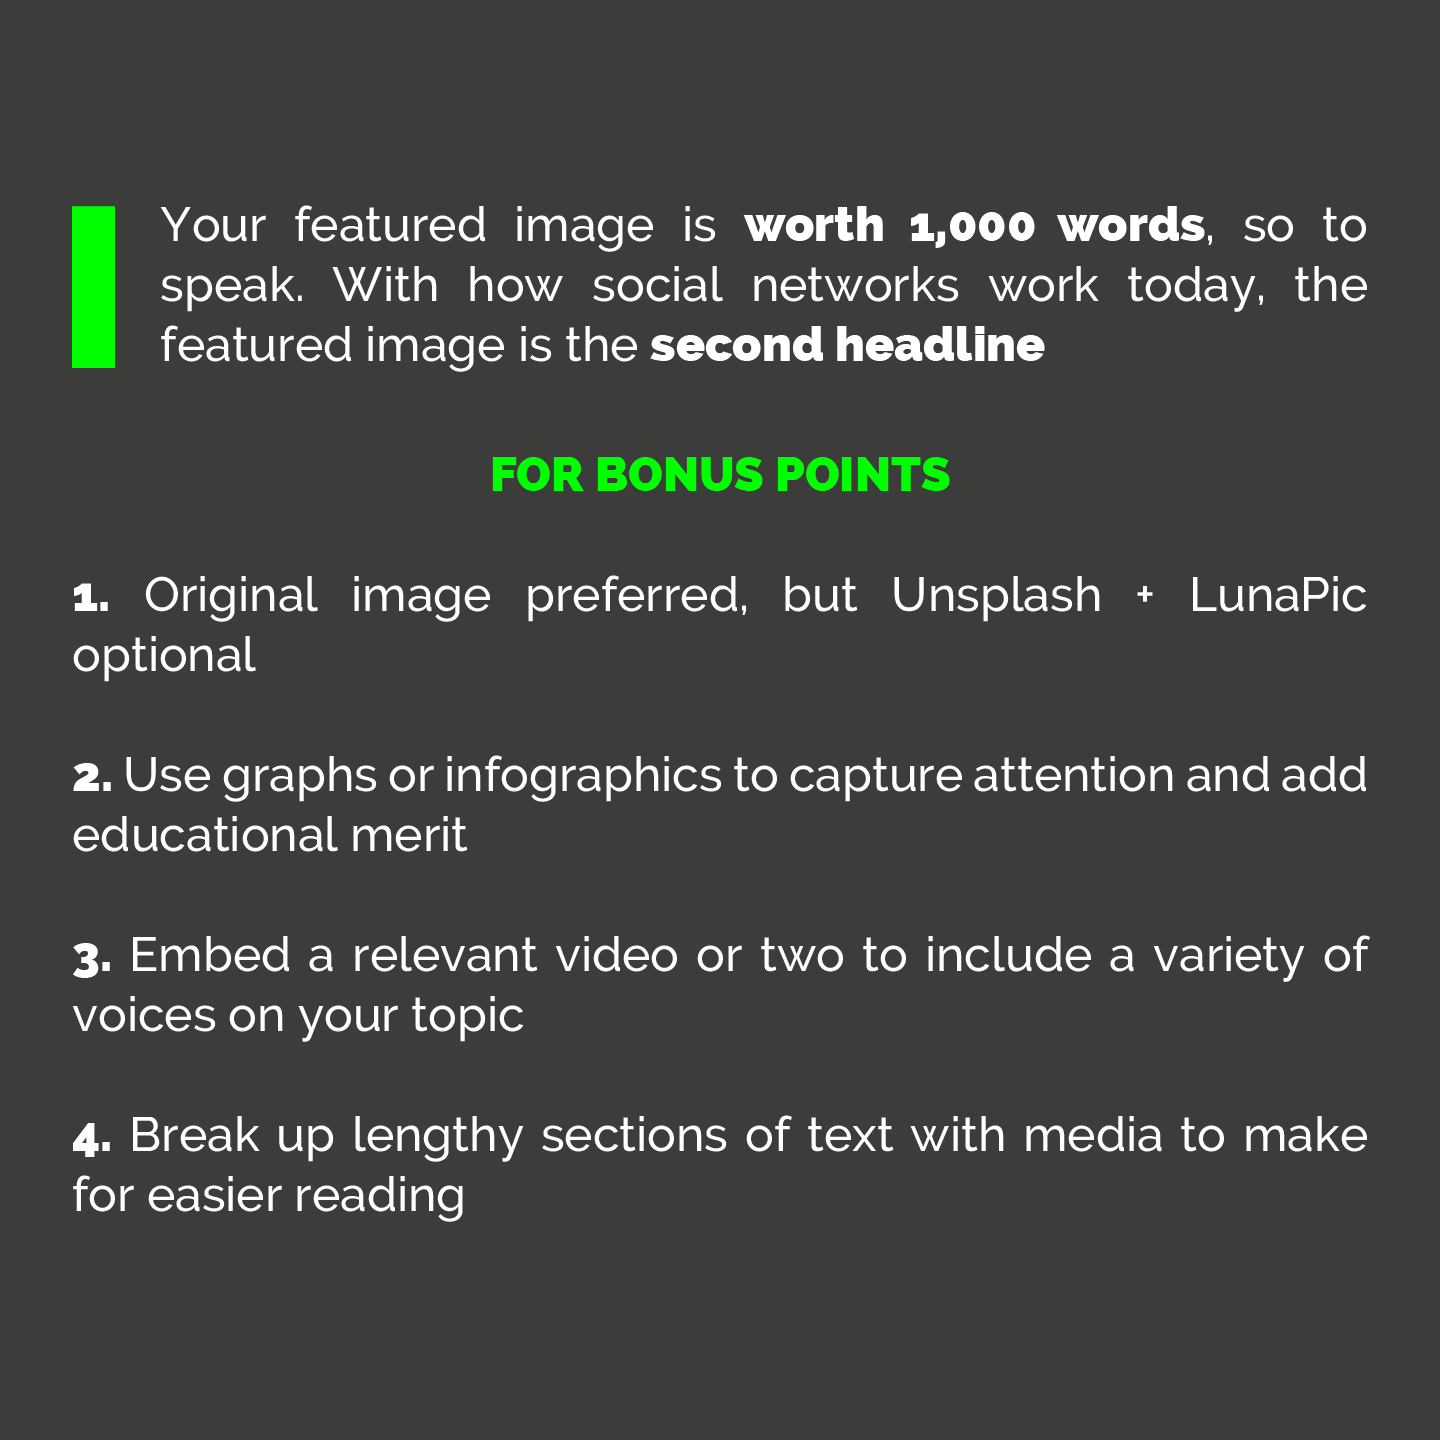 Your featured image is worth 1,000 words, so to
speak. With how social networks work today, the
featured image is the second headline
FOR BONUS POINTS
1. Original image preferred, but Unsplash + LunaPic
optional
2. Use graphs or infographics to capture attention and add
educational merit
3. Embed a relevant video or two to include a variety of
voices on your topic
4. Break up lengthy sections of text with media to make
for easier reading